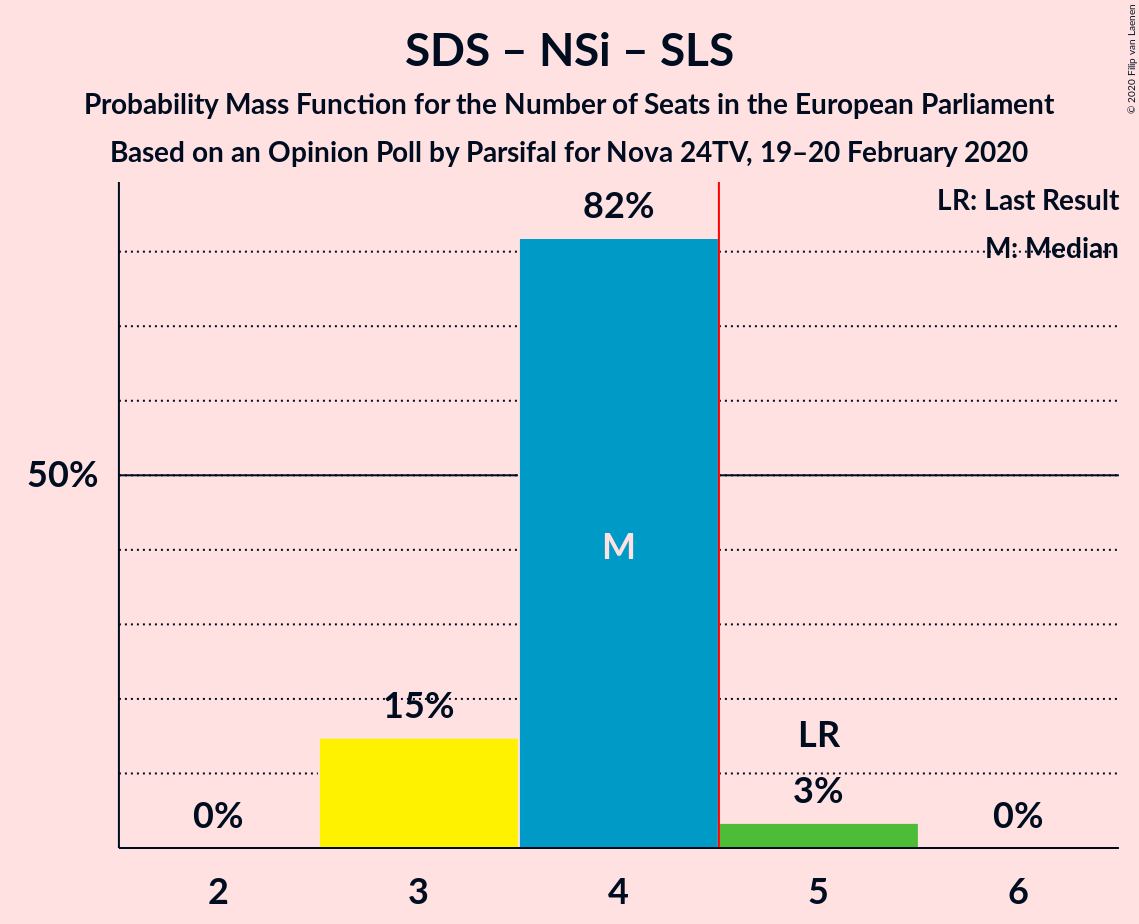 SDS – NSi – SLS
Probability Mass Function for the Number of Seats in the European Parliament
Based on an Opinion Poll by Parsifal for Nova 24TV, 19–20 February 2020
© 2020 Filip van Laenen
LR: Last Result
M: Median
82%
50%
M
15%
LR
3%
0%
0%
2 3 4 5 6